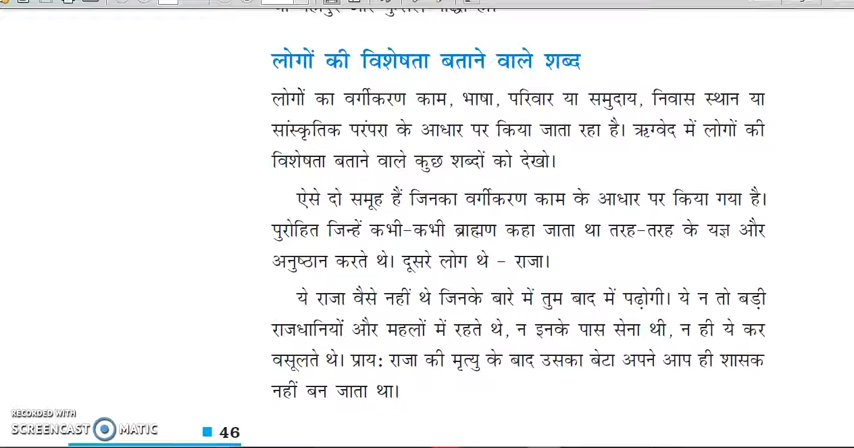 लोगों की विशेषता बताने वाले शब्द
लोगों का वर्गीकरण काम, भाषा, परिवार या समुदाय, निवास स्थान या
सांस्कृतिक परंपरा के आधार पर किया जाता रहा है। ऋग्वेद में लोगों की
विशेषता बताने वाले कुछ शब्दों को देखो।
ऐसे दो समूह हैं जिनका वर्गीकरण काम के आधार पर किया गया है।
पुरोहित जिन्हें कभी-कभी ब्राह्मण कहा जाता था तरह-तरह के यज्ञ और
अनुष्ठान करते थे। दूसरे लोग थे – राजा।
ये राजा वैसे नहीं थे जिनके बारे में तुम बाद में पढ़ोगी। ये न तो बड़ी
राजधानियों और महलों में रहते थे, न इनके पास सेना थी, न ही ये कर
वसूलते थे। प्राय: राजा की मृत्यु के बाद उसका बेटा अपने आप ही शासक
नहीं बन जाता था।
RECORDED WITH
SCREENCAST MATIC
46